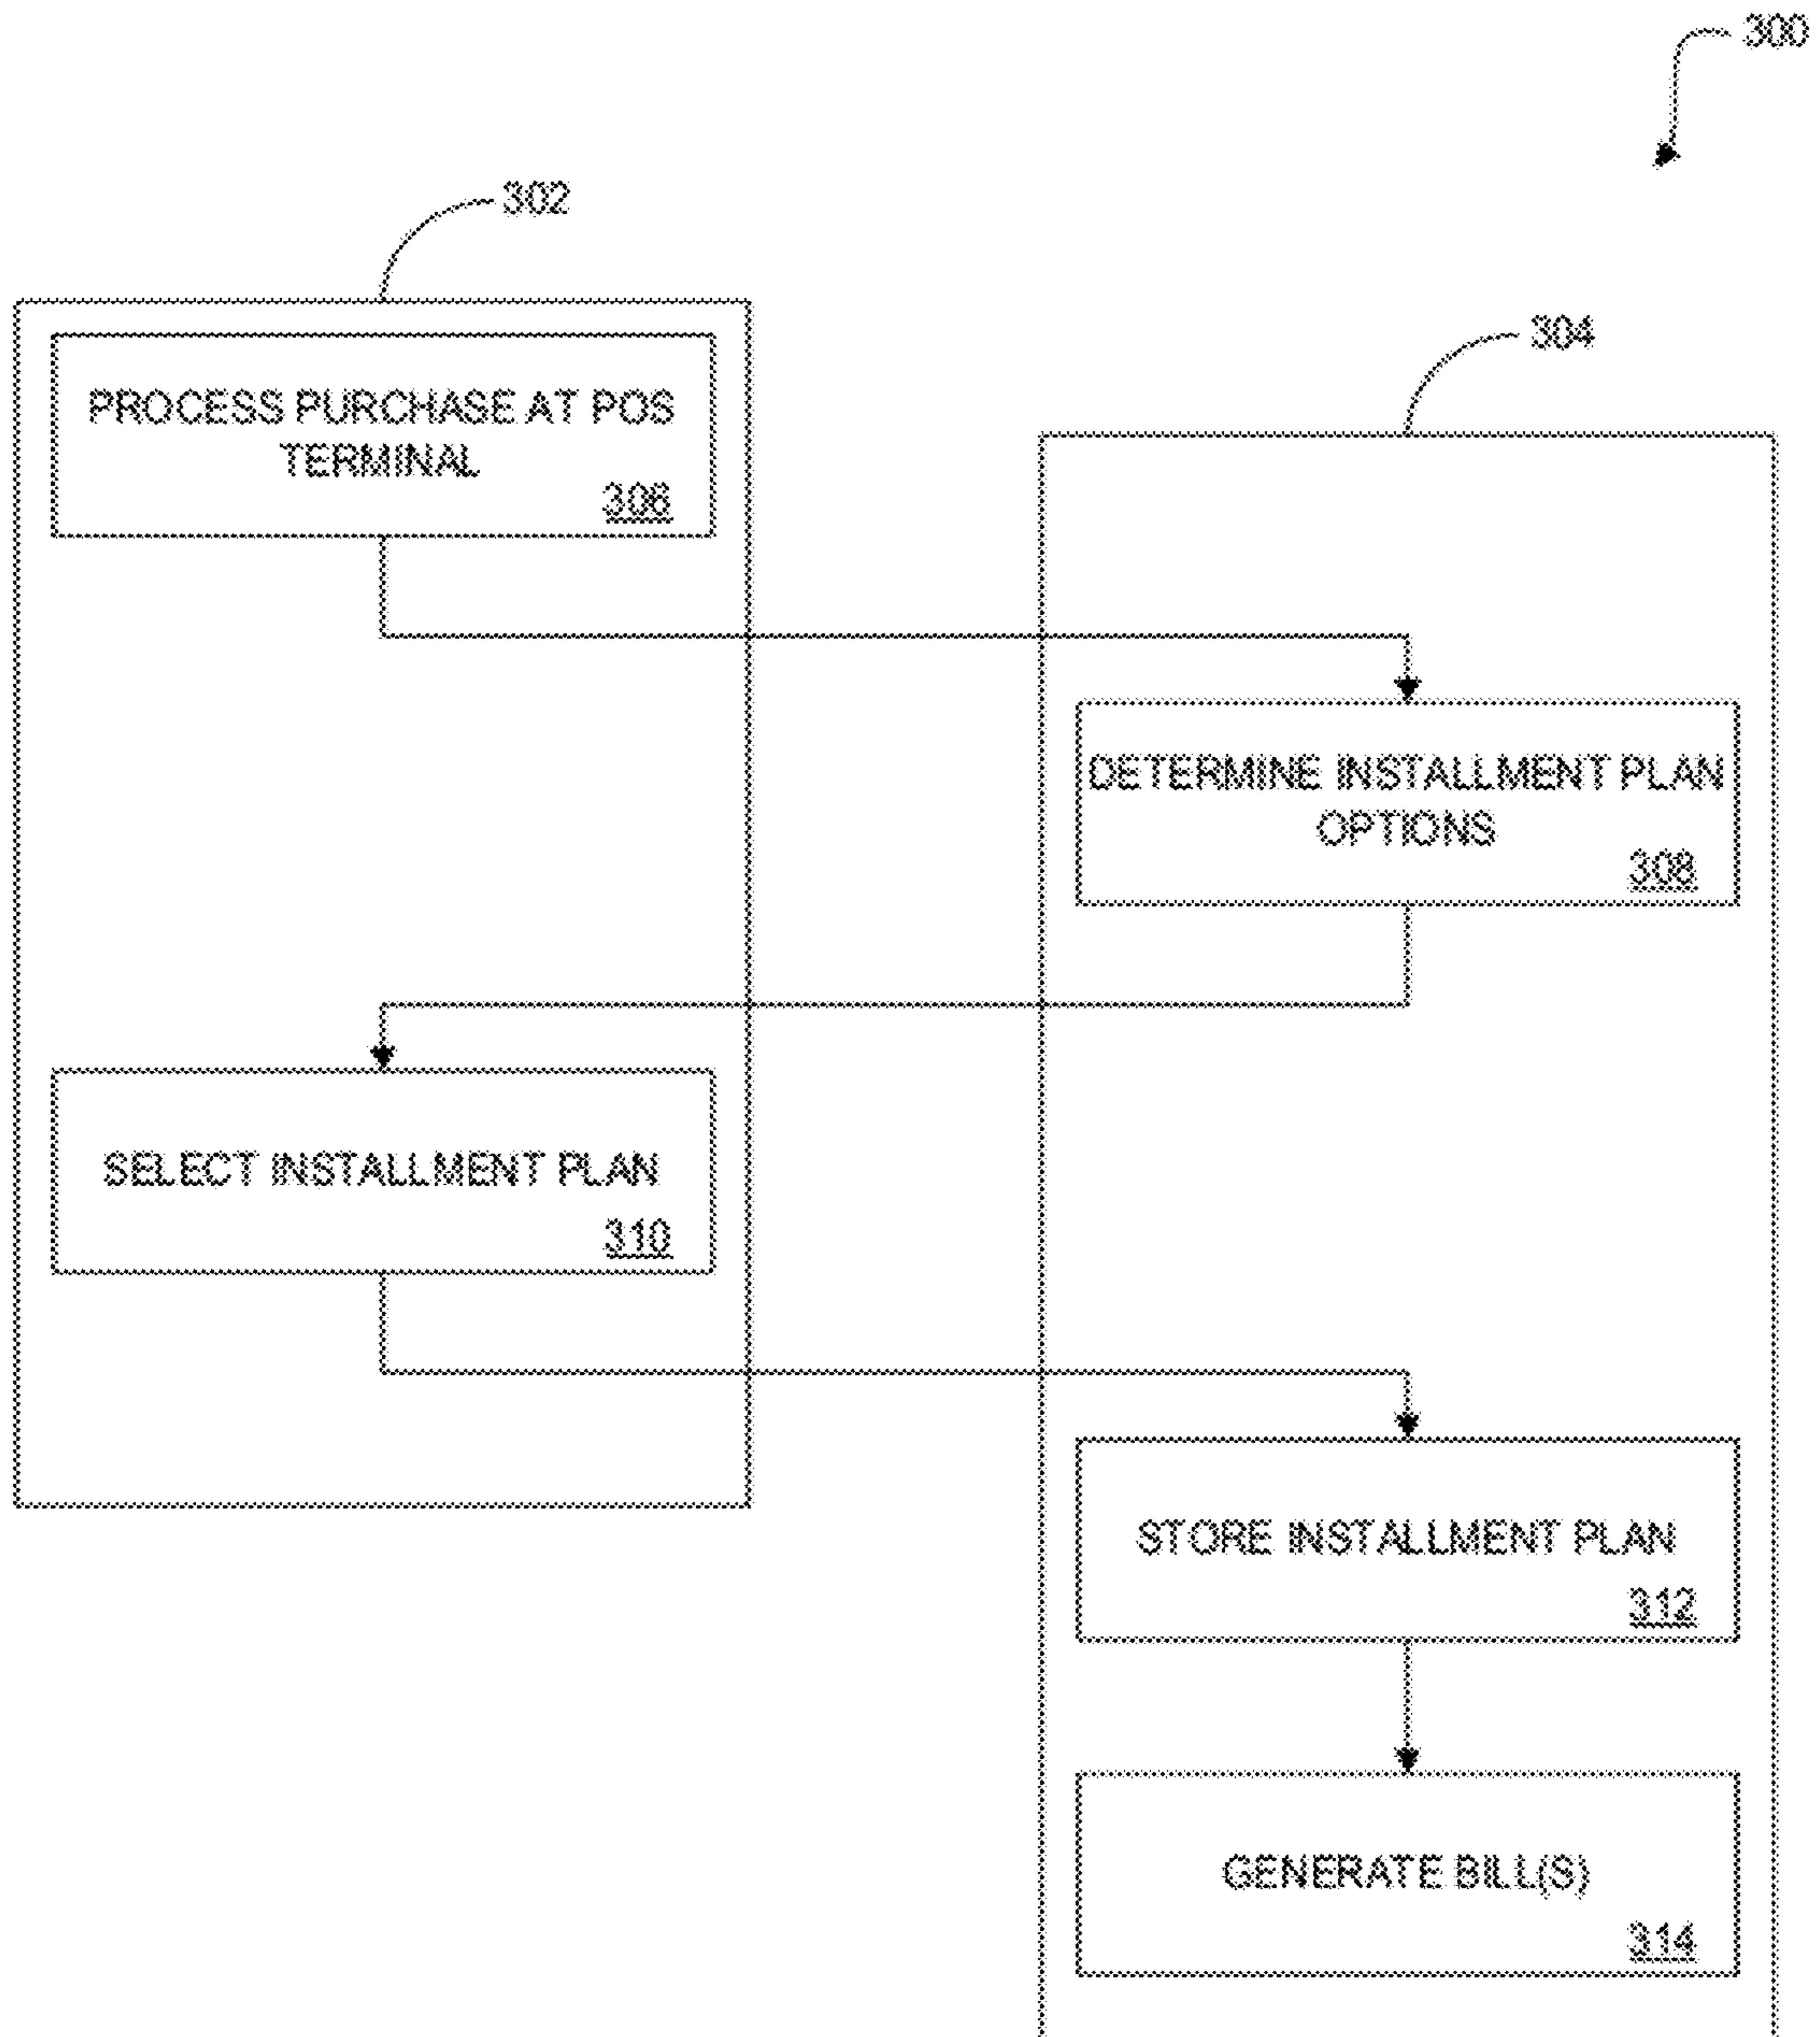 300
302
304
PROCESS PURCHASE AT POS
TERMINAL
306
DETERMINE INSTALLMENT PLAN
OPTIONS
308
SELECT INSTALLMENT PLAN
310
STORE INSTALLMENT PLAN
312
GENERATE BILL(S)
314